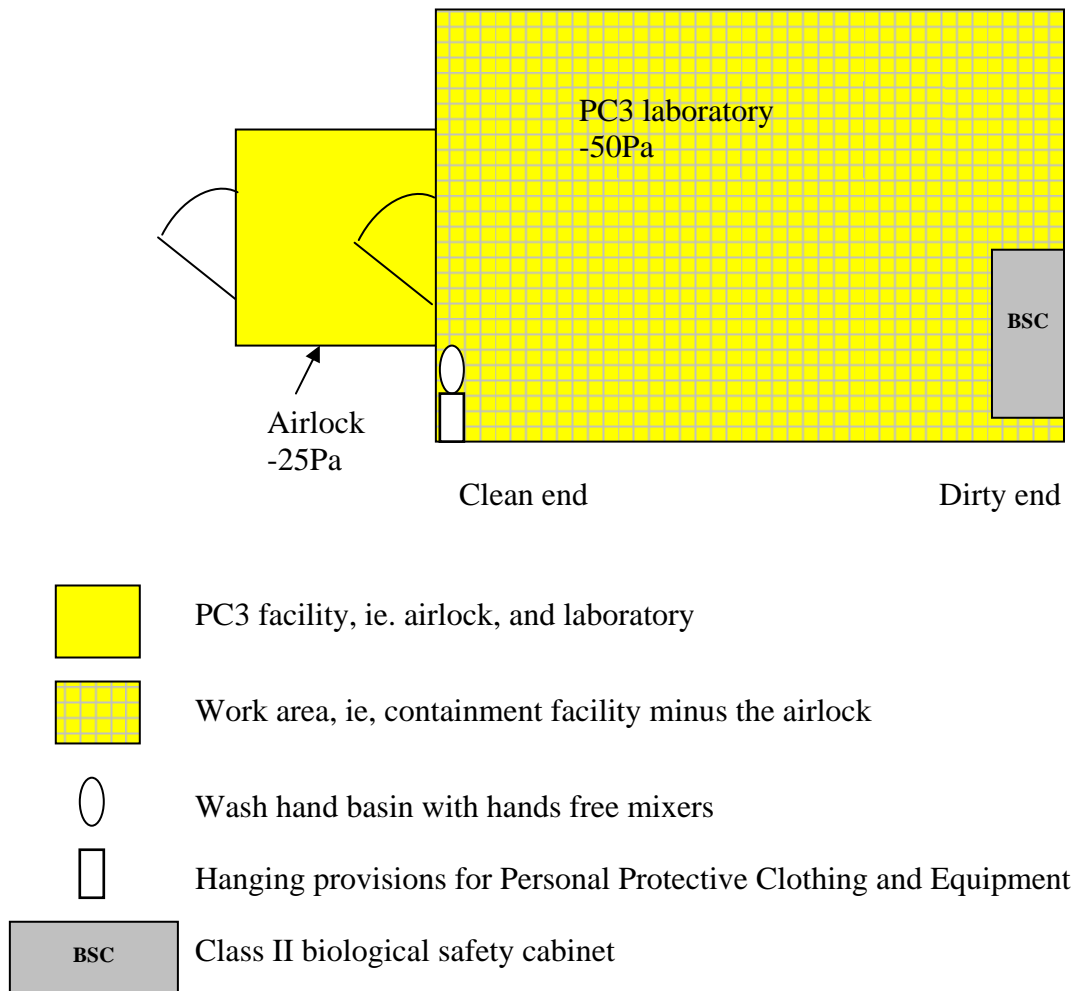 PC3 laboratory
-50Pa
BSC
Airlock
-25Pa
Clean end
Dirty end
PC3 facility, ie. airlock, and laboratory
Work area, ie, containment facility minus the airlock
Wash hand basin with hands free mixers
Hanging provisions for Personal Protective Clothing and Equipment
BSC
Class II biological safety cabinet